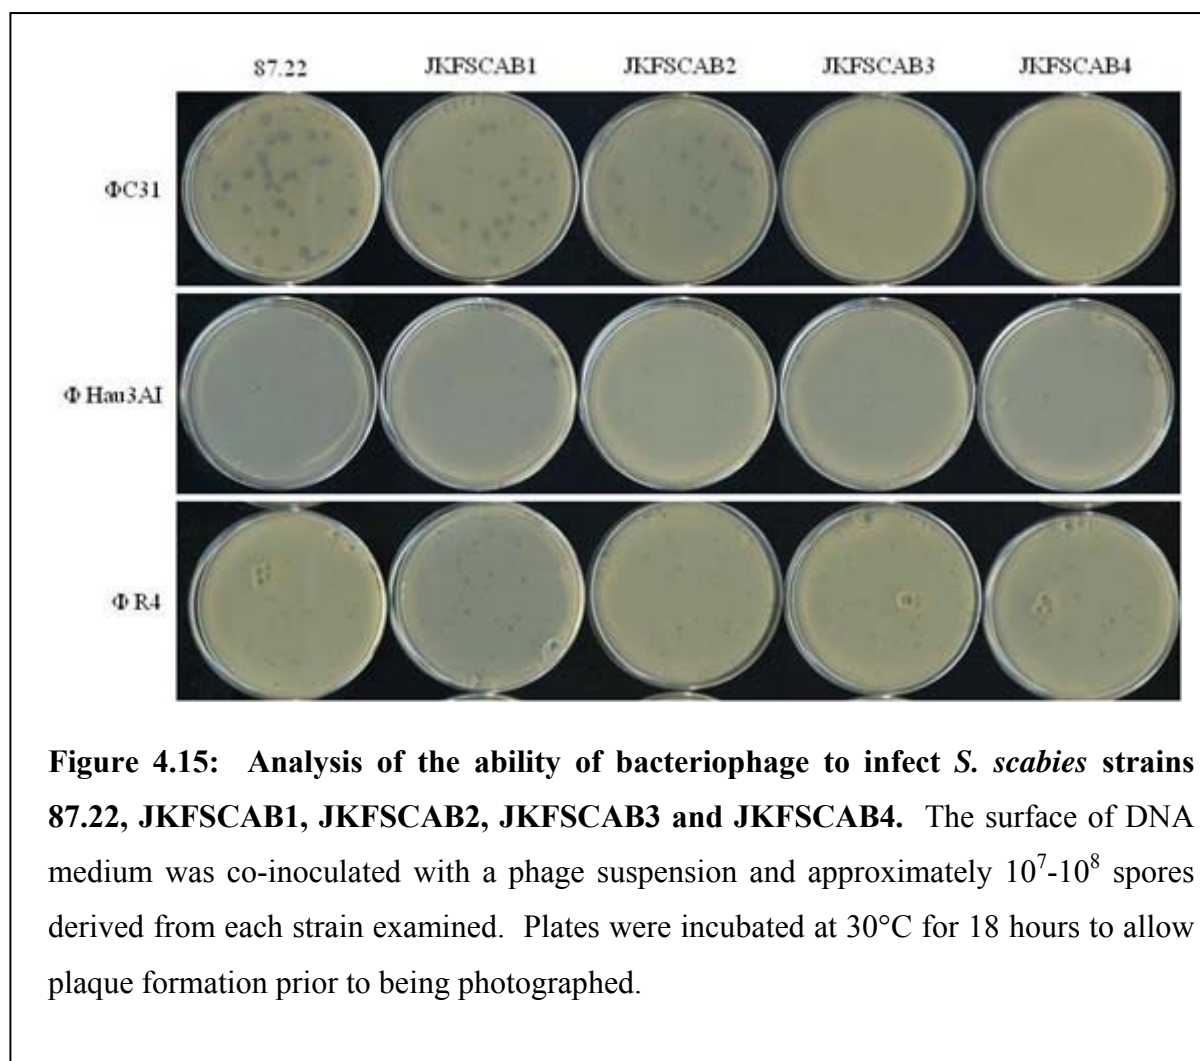 87.22 JKFSCAB1 JKFSCAB2 JKFSCAB3 JKFSCAB4
ΦC31
Φ Hau3AI
Φ R4
Figure 4.15: Analysis of the ability of bacteriophage to infect S. scabies strains
87.22, JKFSCAB1, JKFSCAB2, JKFSCAB3 and JKFSCAB4. The surface of DNA
medium was co-inoculated with a phage suspension and approximately 10⁷-10⁸ spores
derived from each strain examined. Plates were incubated at 30°C for 18 hours to allow
plaque formation prior to being photographed.